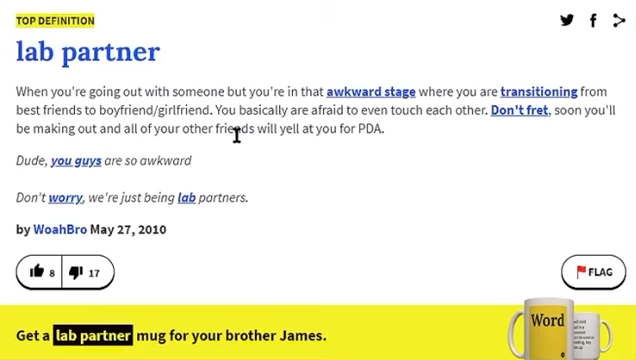 TOP DEFINITION
lab partner
When you're going out with someone but you're in that awkward stage where you are transitioning from
best friends to boyfriend/girlfriend. You basically are afraid to even touch each other. Don't fret, soon you'll
be making out and all of your other friends will yell at you for PDA.
Dude, you guys are so awkward
Don't worry, we're just being lab partners.
by WoahBro May 27, 2010
8 17
FLAG
Get a lab partner mug for your brother James.
Word